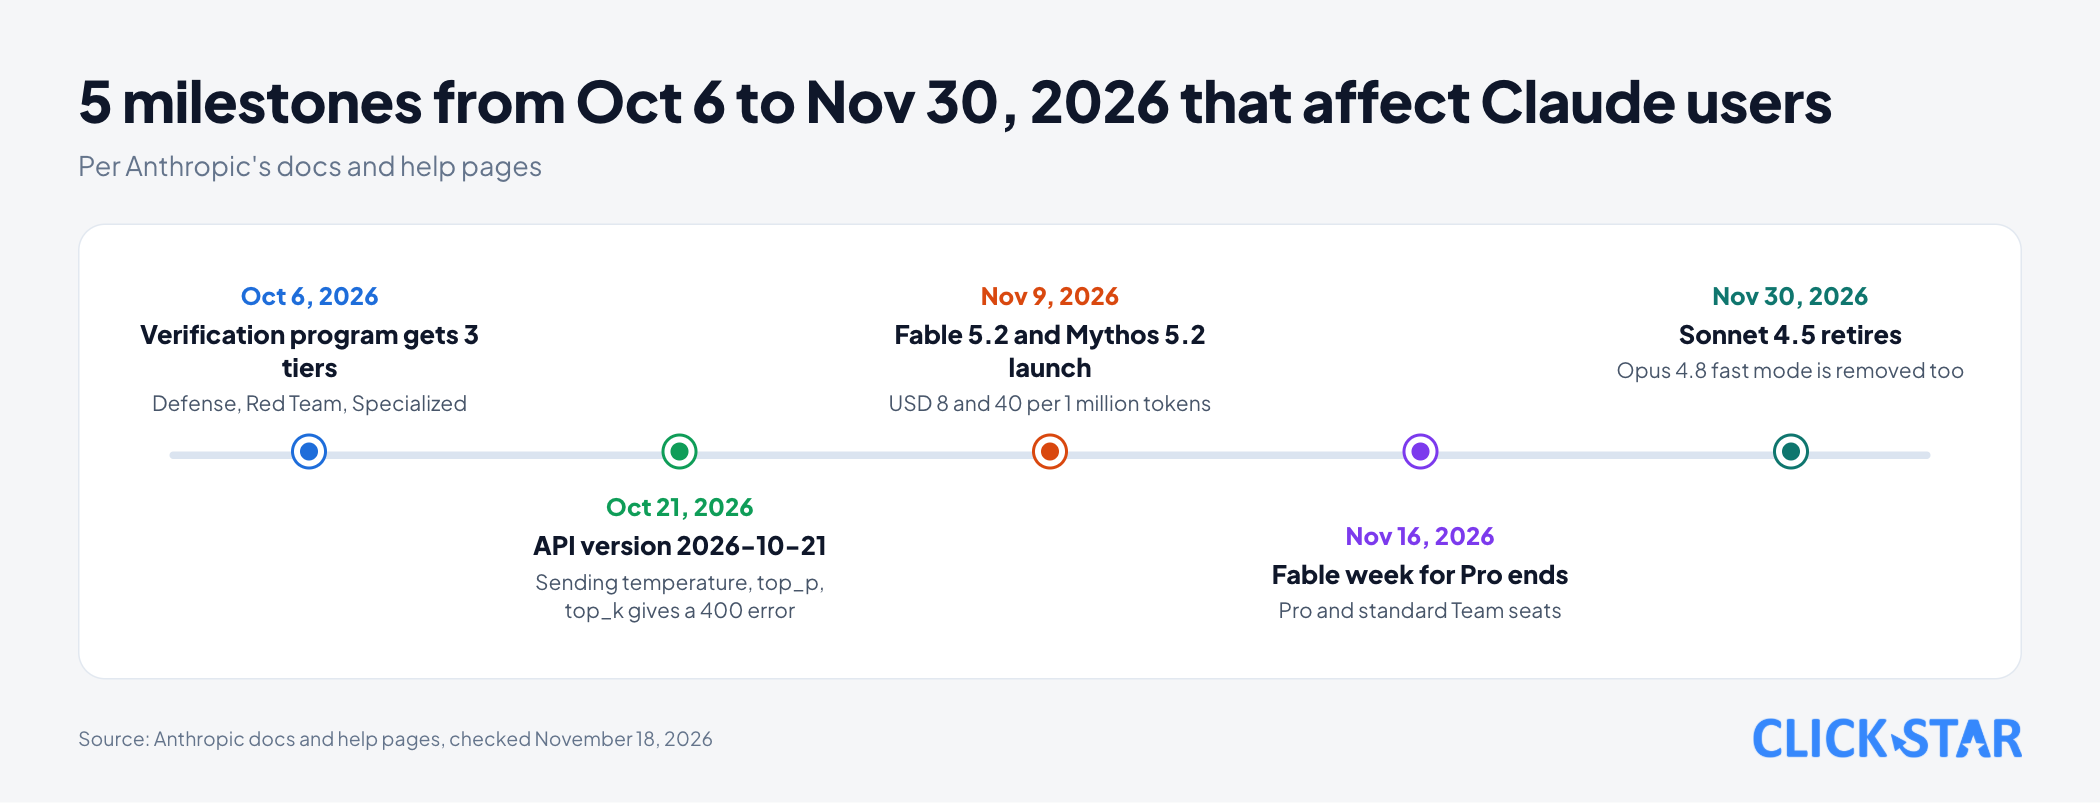 5 milestones from Oct 6 to Nov 30, 2026 that affect Claude users
Per Anthropic's docs and help pages
Oct 6, 2026
Verification program gets 3
tiers
Defense, Red Team, Specialized
Oct 21, 2026
API version 2026-10-21
Sending temperature, top_p,
top_k gives a 400 error
Nov 9, 2026
Fable 5.2 and Mythos 5.2
launch
USD 8 and 40 per 1 million tokens
Nov 16, 2026
Fable week for Pro ends
Pro and standard Team seats
Nov 30, 2026
Sonnet 4.5 retires
Opus 4.8 fast mode is removed too
Source: Anthropic docs and help pages, checked November 18, 2026
CLICK STAR